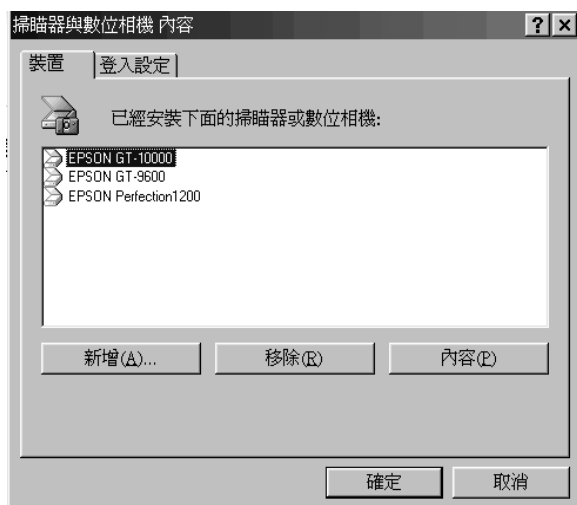 掃瞄器與數位相機 內容
裝置 登入設定
已經安裝下面的掃瞄器或數位相機:
EPSON GT-10000
EPSON GT-9600
EPSON Perfection1200
新增(A)... 移除(R) 內容(P)
確定 取消